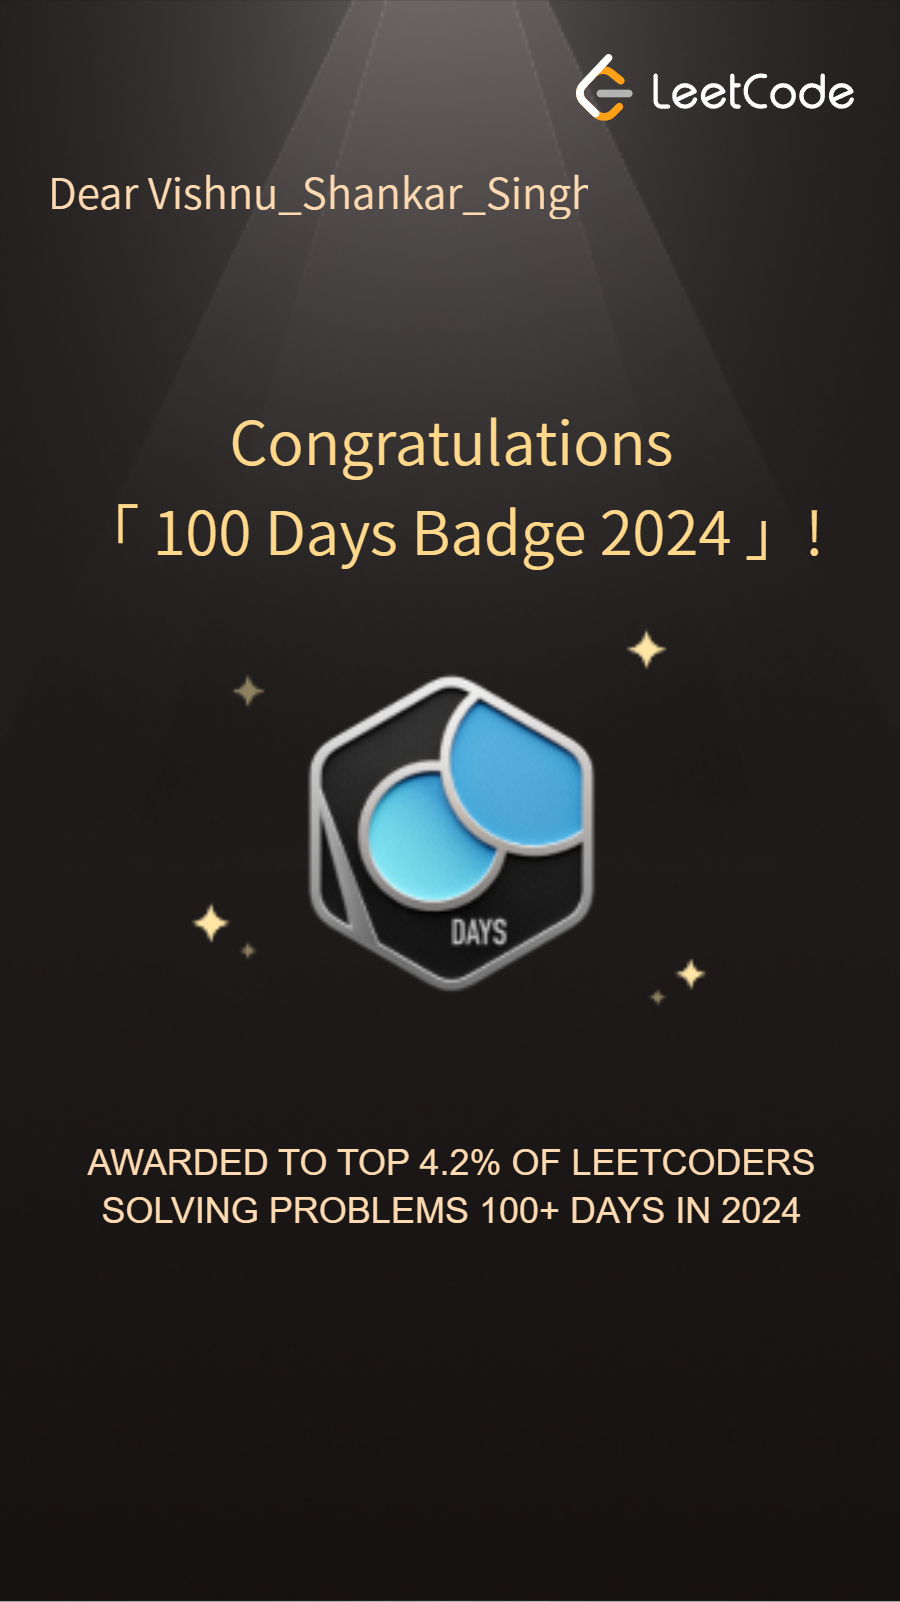 LeetCode
Dear Vishnu_Shankar_Singh
Congratulations
「 100 Days Badge 2024 」!
DAYS
AWARDED TO TOP 4.2% OF LEETCODERS
SOLVING PROBLEMS 100+ DAYS IN 2024